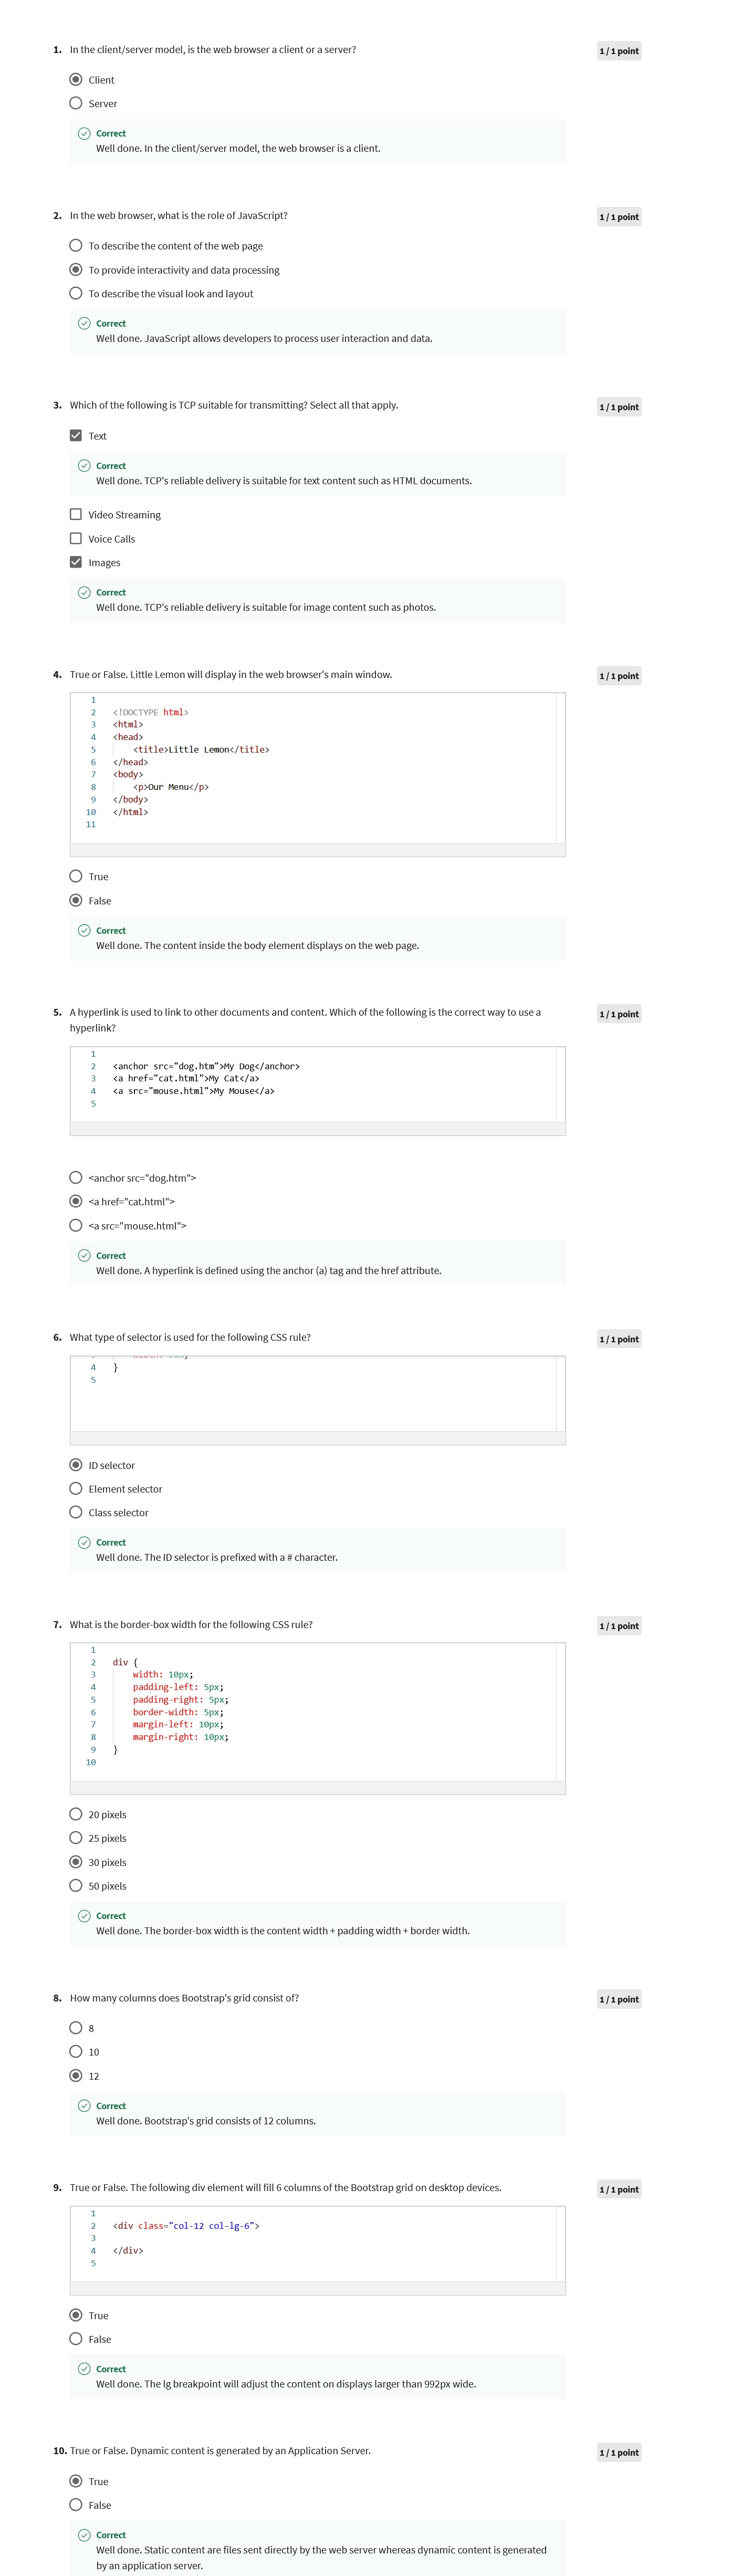 1. In the client/server model, is the web browser a client or a server?
1 / 1 point
Client
Server
Correct
Well done. In the client/server model, the web browser is a client.
2. In the web browser, what is the role of JavaScript?
1 / 1 point
To describe the content of the web page
To provide interactivity and data processing
To describe the visual look and layout
Correct
Well done. JavaScript allows developers to process user interaction and data.
3. Which of the following is TCP suitable for transmitting? Select all that apply.
1 / 1 point
Text
Correct
Well done. TCP's reliable delivery is suitable for text content such as HTML documents.
Video Streaming
Voice Calls
Images
Correct
Well done. TCP's reliable delivery is suitable for image content such as photos.
4. True or False. Little Lemon will display in the web browser's main window.
1 / 1 point
1
2 <!DOCTYPE html>
3 <html>
4 <head>
5 <title>Little Lemon</title>
6 </head>
7 <body>
8 <p>Our Menu</p>
9 </body>
10 </html>
11
True
False
Correct
Well done. The content inside the body element displays on the web page.
5. A hyperlink is used to link to other documents and content. Which of the following is the correct way to use a
hyperlink?
1 / 1 point
1
2 <anchor src="dog.htm">My Dog</anchor>
3 <a href="cat.html">My Cat</a>
4 <a src="mouse.html">My Mouse</a>
5
<anchor src="dog.htm">
<a href="cat.html">
<a src="mouse.html">
Correct
Well done. A hyperlink is defined using the anchor (a) tag and the href attribute.
6. What type of selector is used for the following CSS rule?
1 / 1 point
4 }
5
ID selector
Element selector
Class selector
Correct
Well done. The ID selector is prefixed with a # character.
7. What is the border-box width for the following CSS rule?
1 / 1 point
1
2 div {
3 width: 10px;
4 padding-left: 5px;
5 padding-right: 5px;
6 border-width: 5px;
7 margin-left: 10px;
8 margin-right: 10px;
9 }
10
20 pixels
25 pixels
30 pixels
50 pixels
Correct
Well done. The border-box width is the content width + padding width + border width.
8. How many columns does Bootstrap's grid consist of?
1 / 1 point
8
10
12
Correct
Well done. Bootstrap's grid consists of 12 columns.
9. True or False. The following div element will fill 6 columns of the Bootstrap grid on desktop devices.
1 / 1 point
1
2 <div class="col-12 col-lg-6">
3
4 </div>
5
True
False
Correct
Well done. The lg breakpoint will adjust the content on displays larger than 992px wide.
10. True or False. Dynamic content is generated by an Application Server.
1 / 1 point
True
False
Correct
Well done. Static content are files sent directly by the web server whereas dynamic content is generated
by an application server.